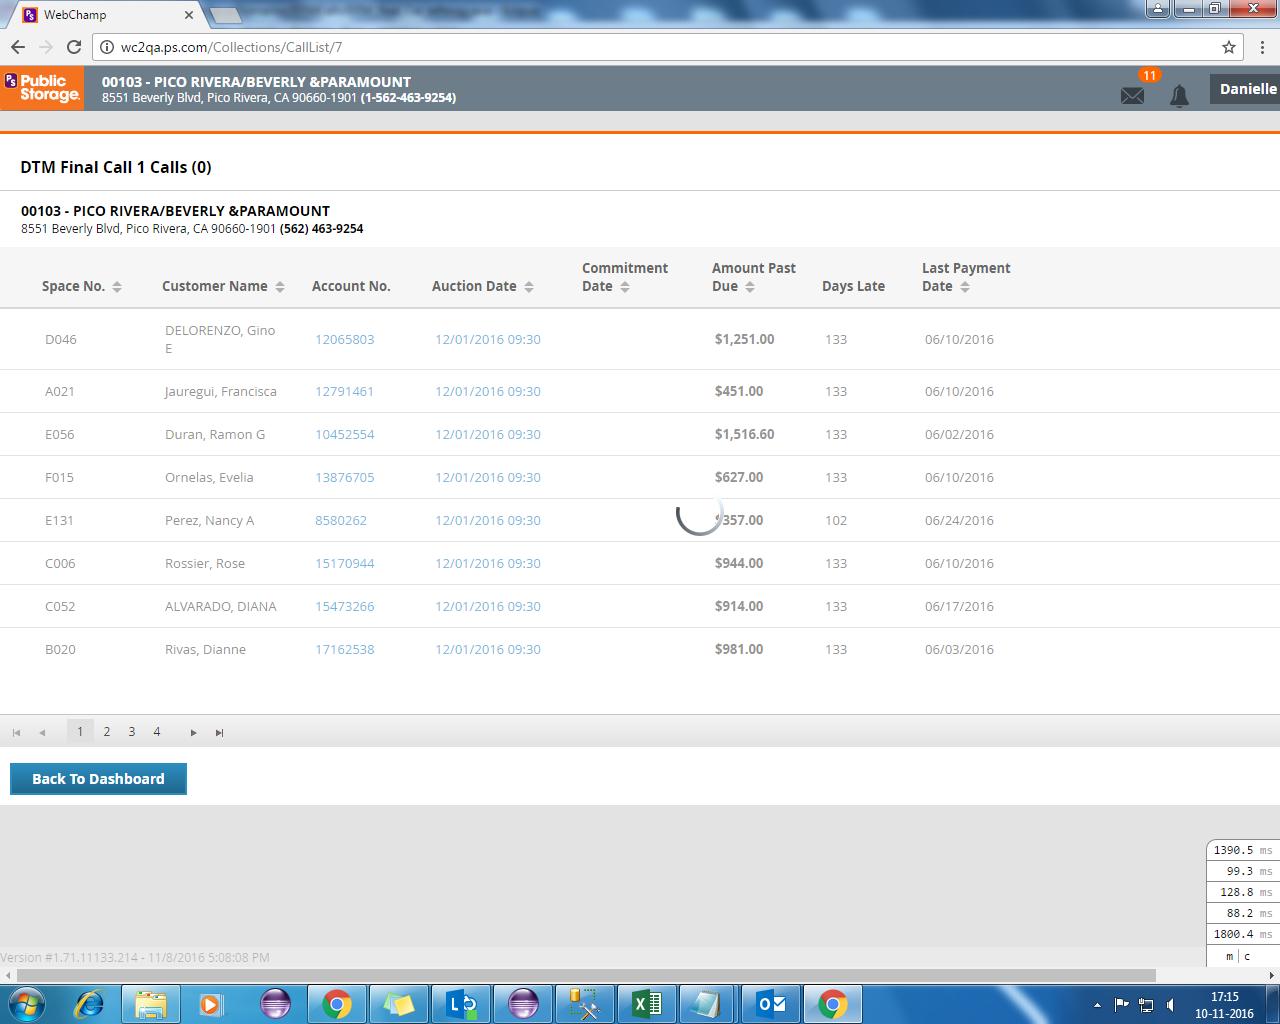 WebChamp
wc2qa.ps.com/Collections/CallList/7
PS Public Storage.
00103 - PICO RIVERA/BEVERLY &PARAMOUNT
8551 Beverly Blvd, Pico Rivera, CA 90660-1901 (1-562-463-9254)
11
Danielle
DTM Final Call 1 Calls (0)
00103 - PICO RIVERA/BEVERLY &PARAMOUNT
8551 Beverly Blvd, Pico Rivera, CA 90660-1901 (562) 463-9254
Space No. Customer Name Account No. Auction Date Commitment Date Amount Past Due Days Late Last Payment Date
D046 DELORENZO, Gino E 12065803 12/01/2016 09:30 $1,251.00 133 06/10/2016
A021 Jauregui, Francisca 12791461 12/01/2016 09:30 $451.00 133 06/10/2016
E056 Duran, Ramon G 10452554 12/01/2016 09:30 $1,516.60 133 06/02/2016
F015 Ornelas, Evelia 13876705 12/01/2016 09:30 $627.00 133 06/10/2016
E131 Perez, Nancy A 8580262 12/01/2016 09:30 $357.00 102 06/24/2016
C006 Rossier, Rose 15170944 12/01/2016 09:30 $944.00 133 06/10/2016
C052 ALVARADO, DIANA 15473266 12/01/2016 09:30 $914.00 133 06/17/2016
B020 Rivas, Dianne 17162538 12/01/2016 09:30 $981.00 133 06/03/2016
1 2 3 4
Back To Dashboard
1390.5 ms
99.3 ms
128.8 ms
88.2 ms
1800.4 ms
m | c
Version #1.71.11133.214 - 11/8/2016 5:08:08 PM
17:15
10-11-2016